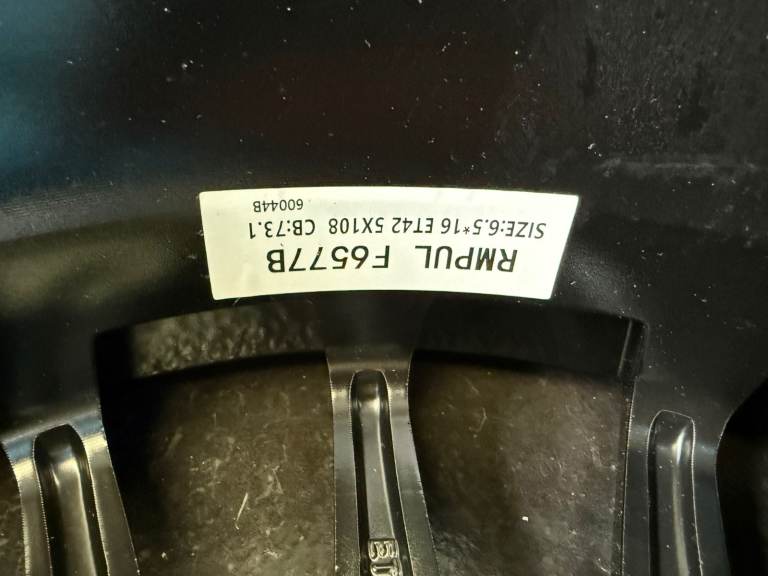 RMPUL F6577B
SIZE:6.5*16 ET42 5X108 CB:73.1
60044B